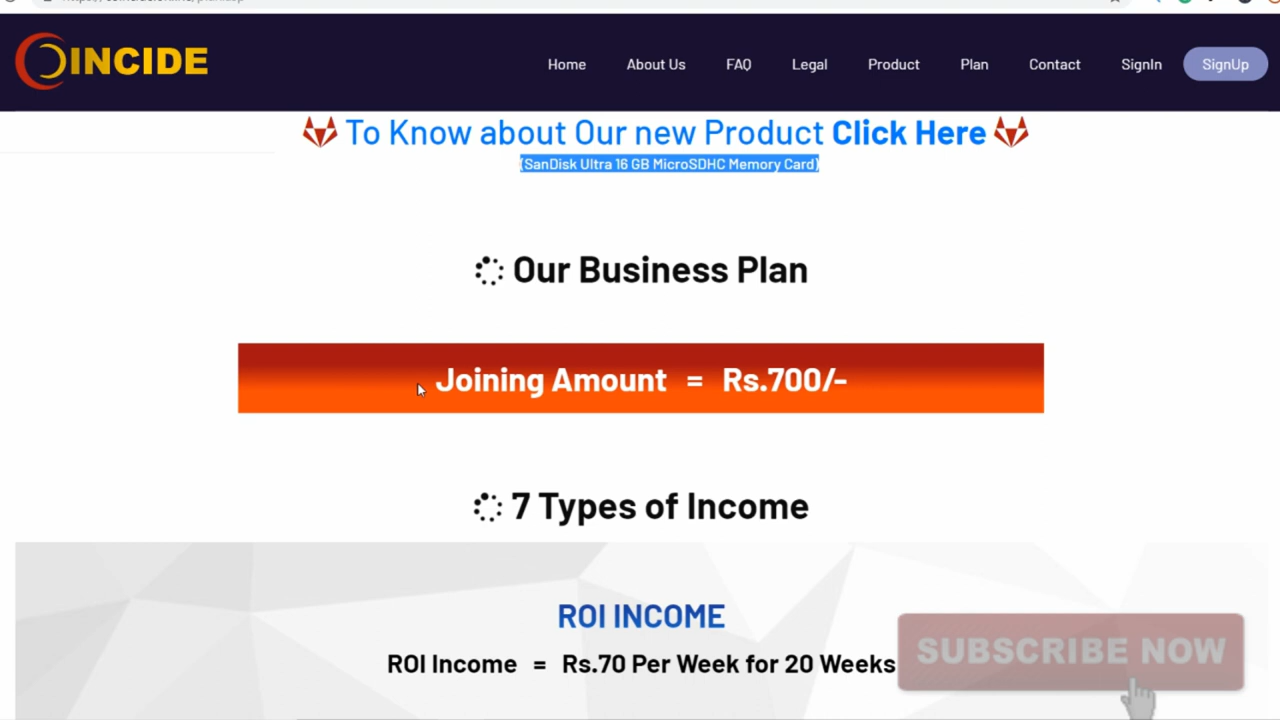 COINCIDE
Home About Us FAQ Legal Product Plan Contact SignIn SignUp
To Know about Our new Product Click Here
(SanDisk Ultra 16 GB MicroSDHC Memory Card)
Our Business Plan
Joining Amount = Rs.700/-
7 Types of Income
ROI INCOME
ROI Income = Rs.70 Per Week for 20 Weeks
SUBSCRIBE NOW